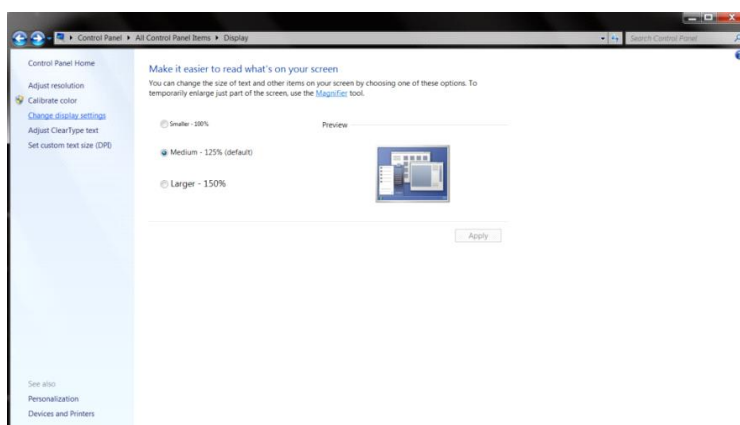 Control Panel ▸ All Control Panel Items ▸ Display
Search Control Panel
Control Panel Home
Adjust resolution
Calibrate color
Change display settings
Adjust ClearType text
Set custom text size (DPI)
Make it easier to read what's on your screen
You can change the size of text and other items on your screen by choosing one of these options. To
temporarily enlarge just part of the screen, use the Magnifier tool.
Smaller - 100%
Preview
Medium - 125% (default)
Larger - 150%
Apply
See also
Personalization
Devices and Printers